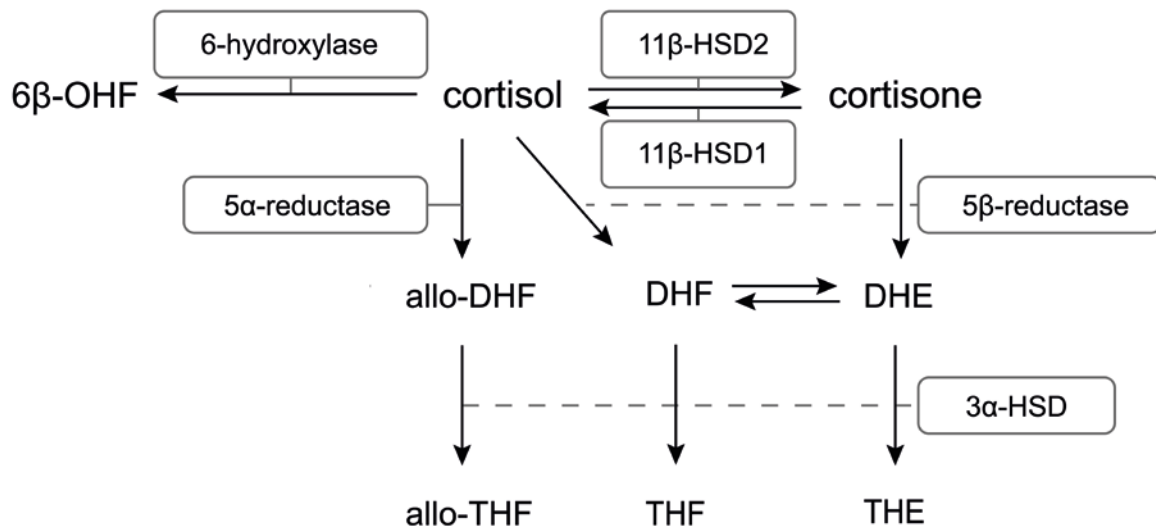 6-hydroxylase
11β-HSD2
6β-OHF
cortisol
cortisone
11β-HSD1
5α-reductase
5β-reductase
allo-DHF
DHF
DHE
3α-HSD
allo-THF
THF
THE